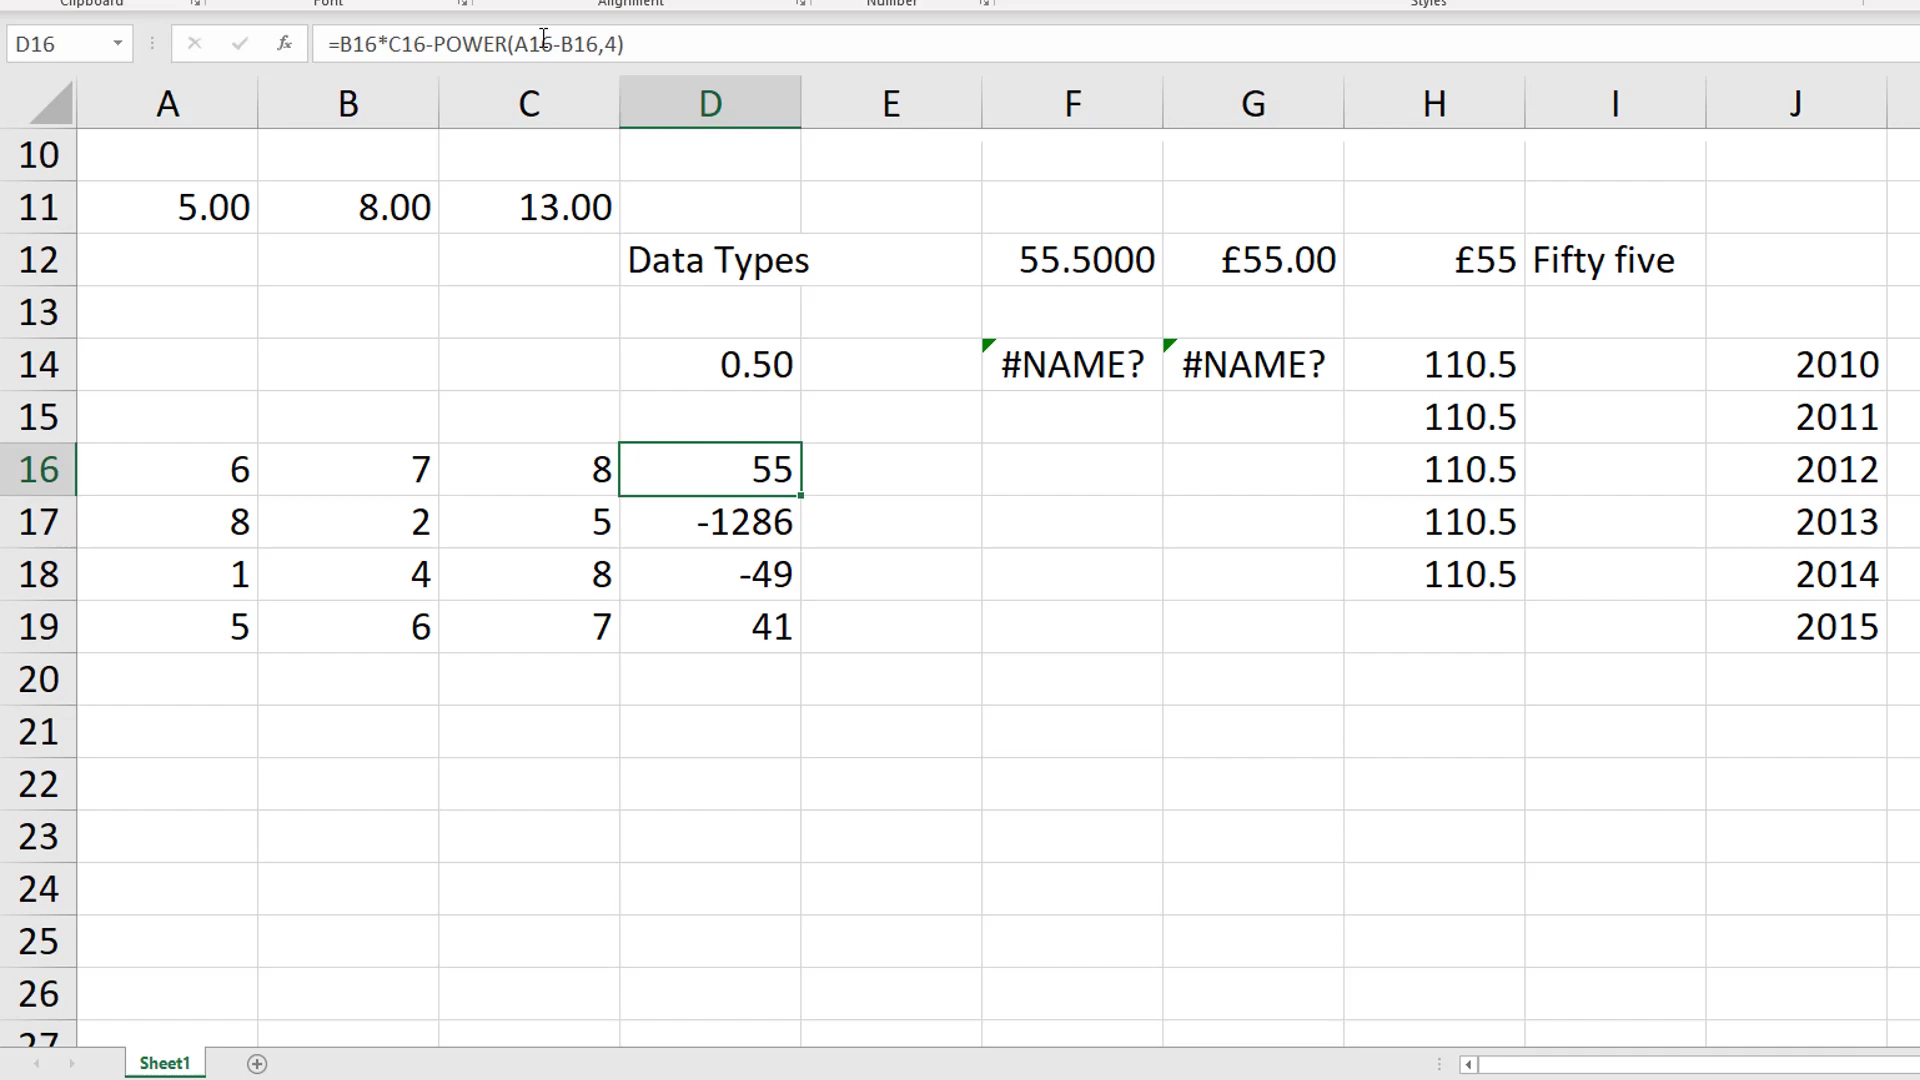 Clipboard Font Alignment Number Styles
D16 fx =B16*C16-POWER(A16-B16,4)
A B C D E F G H I J
10
11 5.00 8.00 13.00
12 Data Types 55.5000 £55.00 £55 Fifty five
13
14 0.50 #NAME? #NAME? 110.5 2010
15 110.5 2011
16 6 7 8 55 110.5 2012
17 8 2 5 -1286 110.5 2013
18 1 4 8 -49 110.5 2014
19 5 6 7 41 2015
20
21
22
23
24
25
26
27
Sheet1